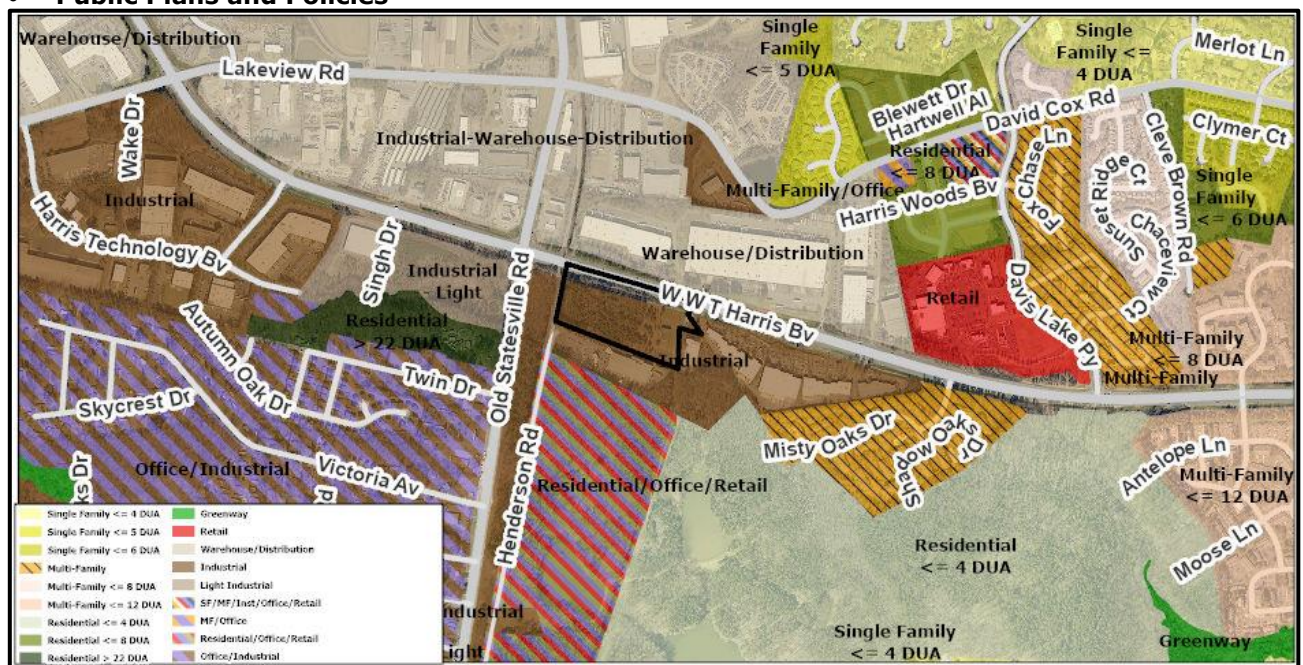 • Public Plans and Policies
Warehouse/Distribution
Lakeview Rd
Single
Family
<= 5 DUA
Single
Family <=
4 DUA
Merlot Ln
Wake Dr
Industrial-Warehouse-Distribution
Blewett Dr
Hartwell Al
David Cox Rd
Clymer Ct
Residential
<= 8 DUA
Chase Ln
Fox
Cleve Brown Rd
Industrial
Multi-Family/Office
Harris Woods Bv
Sunset Ridge Ct
Single
Family
<= 6 DUA
Harris Technology Bv
Singh Dr
Industrial
- Light
Old Statesville Rd
Warehouse/Distribution
Chaceview Ct
W W T Harris Bv
Retail
Davis Lake Py
Autumn Oak Dr
Residential
> 22 DUA
Industrial
Multi-Family
<= 8 DUA
Multi-Family
Twin Dr
Skycrest Dr
Misty Oaks Dr
Shadow Oaks Dr
Antelope Ln
Office/Industrial
Victoria Av
Henderson Rd
Residential/Office/Retail
Multi-Family
<= 12 DUA
ks Dr
Rd
Moose Ln
Residential
<= 4 DUA
ndustrial
Light
Single Family
<= 4 DUA
Greenway
Single Family <= 4 DUA
Single Family <= 5 DUA
Single Family <= 6 DUA
Multi-Family
Multi-Family <= 8 DUA
Multi-Family <= 12 DUA
Residential <= 4 DUA
Residential <= 8 DUA
Residential > 22 DUA
Greenway
Retail
Warehouse/Distribution
Industrial
Light Industrial
SF/MF/Inst/Office/Retail
MF/Office
Residential/Office/Retail
Office/Industrial